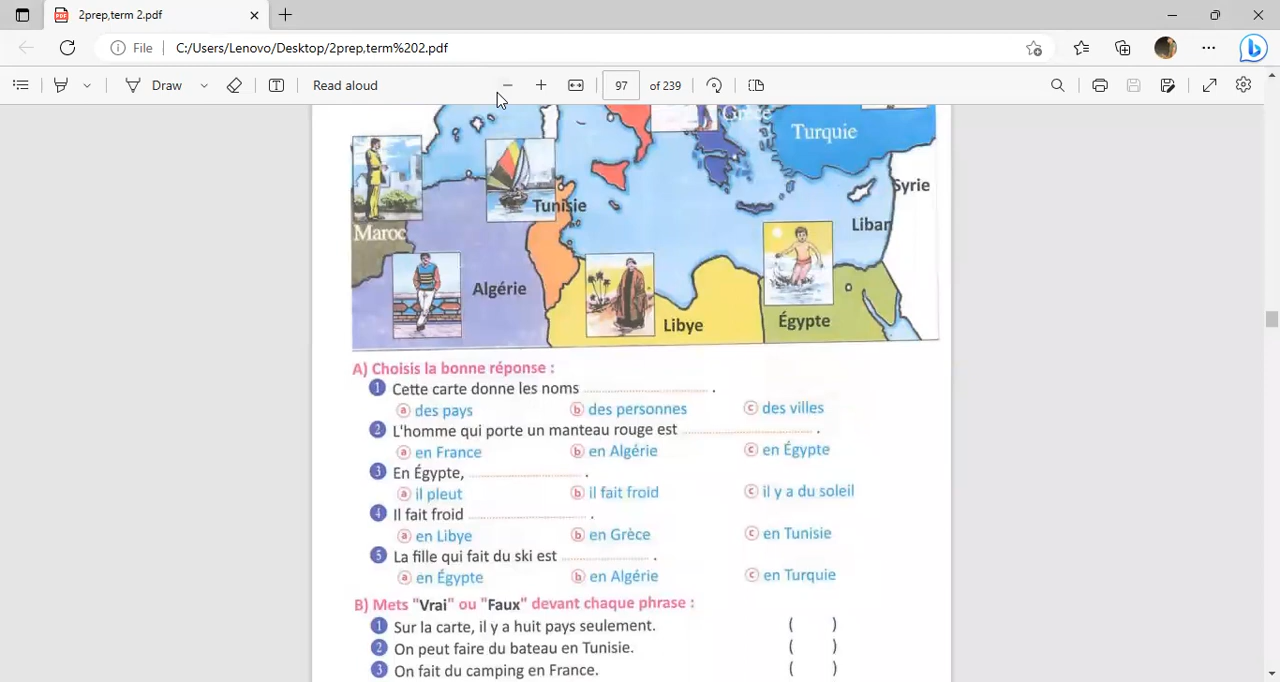 2prep,term 2.pdf
File C:/Users/Lenovo/Desktop/2prep,term%202.pdf
Draw Read aloud 97 of 239
Grèce
Turquie
Syrie
Tunisie
Liban
Maroc
Algérie
Libye
Égypte
A) Choisis la bonne réponse :
1 Cette carte donne les noms .................... .
a des pays b des personnes c des villes
2 L'homme qui porte un manteau rouge est .................... .
a en France b en Algérie c en Égypte
3 En Égypte, .................... .
a il pleut b il fait froid c il y a du soleil
4 Il fait froid .................... .
a en Libye b en Grèce c en Tunisie
5 La fille qui fait du ski est .................... .
a en Égypte b en Algérie c en Turquie
B) Mets "Vrai" ou "Faux" devant chaque phrase :
1 Sur la carte, il y a huit pays seulement. ( )
2 On peut faire du bateau en Tunisie. ( )
3 On fait du camping en France. ( )